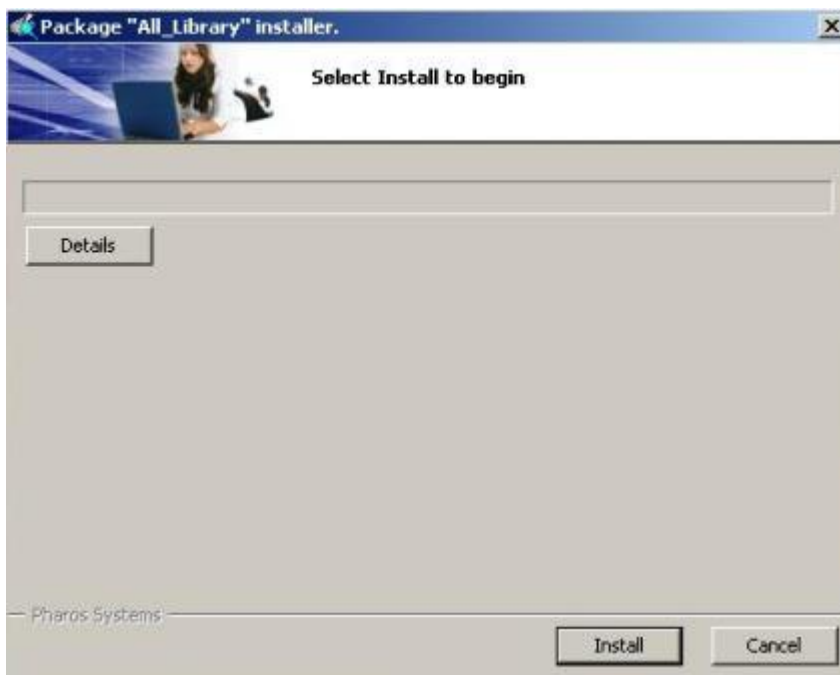 Package "All_Library" installer.
Select Install to begin
Details
Pharos Systems
Install
Cancel